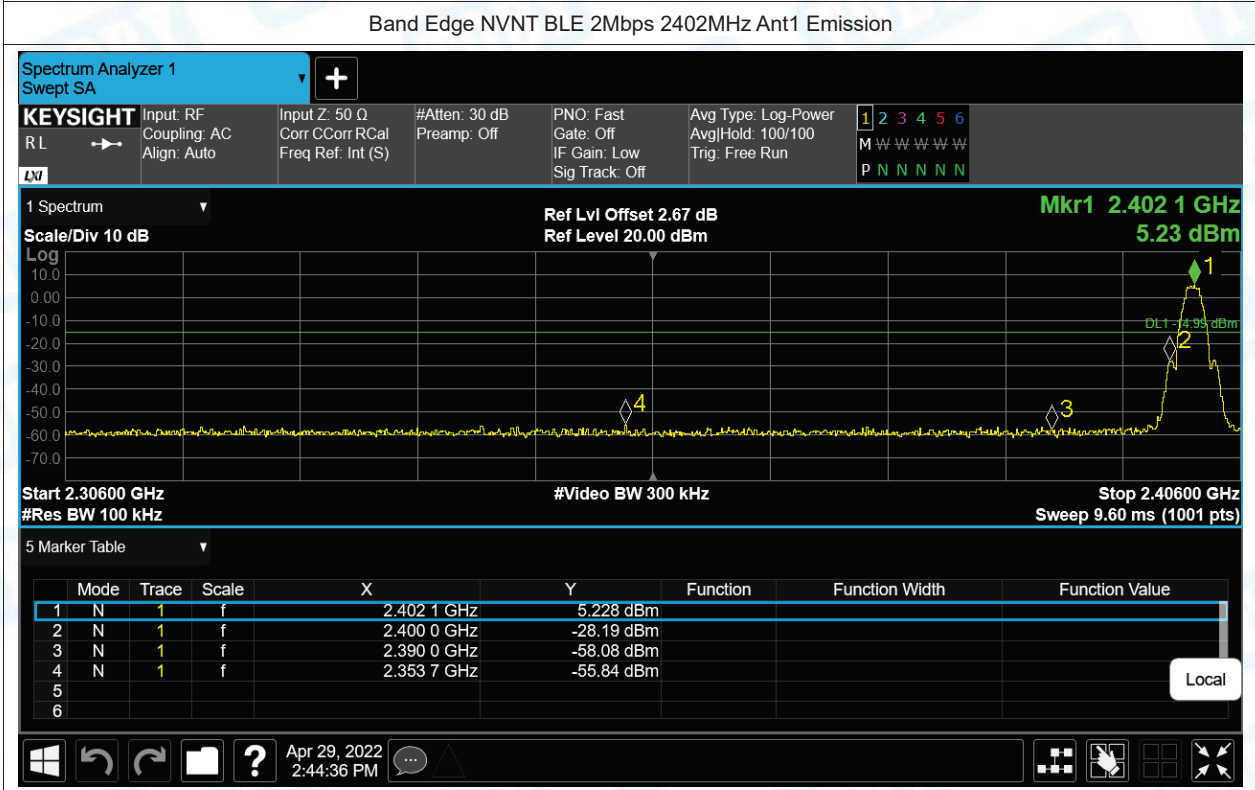 Band Edge NVNT BLE 2Mbps 2402MHz Ant1 Emission
Spectrum Analyzer 1
Swept SA
+
KEYSIGHT Input: RF Input Z: 50 Ω #Atten: 30 dB PNO: Fast Avg Type: Log-Power 1 2 3 4 5 6
R L Coupling: AC Corr CCorr RCal Preamp: Off Gate: Off Avg|Hold: 100/100 M W W W W W
Align: Auto Freq Ref: Int (S) IF Gain: Low Trig: Free Run
LXI Sig Track: Off P N N N N N
1 Spectrum Ref Lvl Offset 2.67 dB Mkr1 2.402 1 GHz
Scale/Div 10 dB Ref Level 20.00 dBm 5.23 dBm
Log
1
10.0
0.00
-10.0
DL1 -14.99 dBm
-20.0
2
-30.0
-40.0
4
3
-50.0
-60.0
-70.0
Start 2.30600 GHz #Video BW 300 kHz Stop 2.40600 GHz
#Res BW 100 kHz Sweep 9.60 ms (1001 pts)
5 Marker Table
Mode Trace Scale X Y Function Function Width Function Value
1 N 1 f 2.402 1 GHz 5.228 dBm
2 N 1 f 2.400 0 GHz -28.19 dBm
3 N 1 f 2.390 0 GHz -58.08 dBm
4 N 1 f 2.353 7 GHz -55.84 dBm
5
6
Local
? Apr 29, 2022
2:44:36 PM